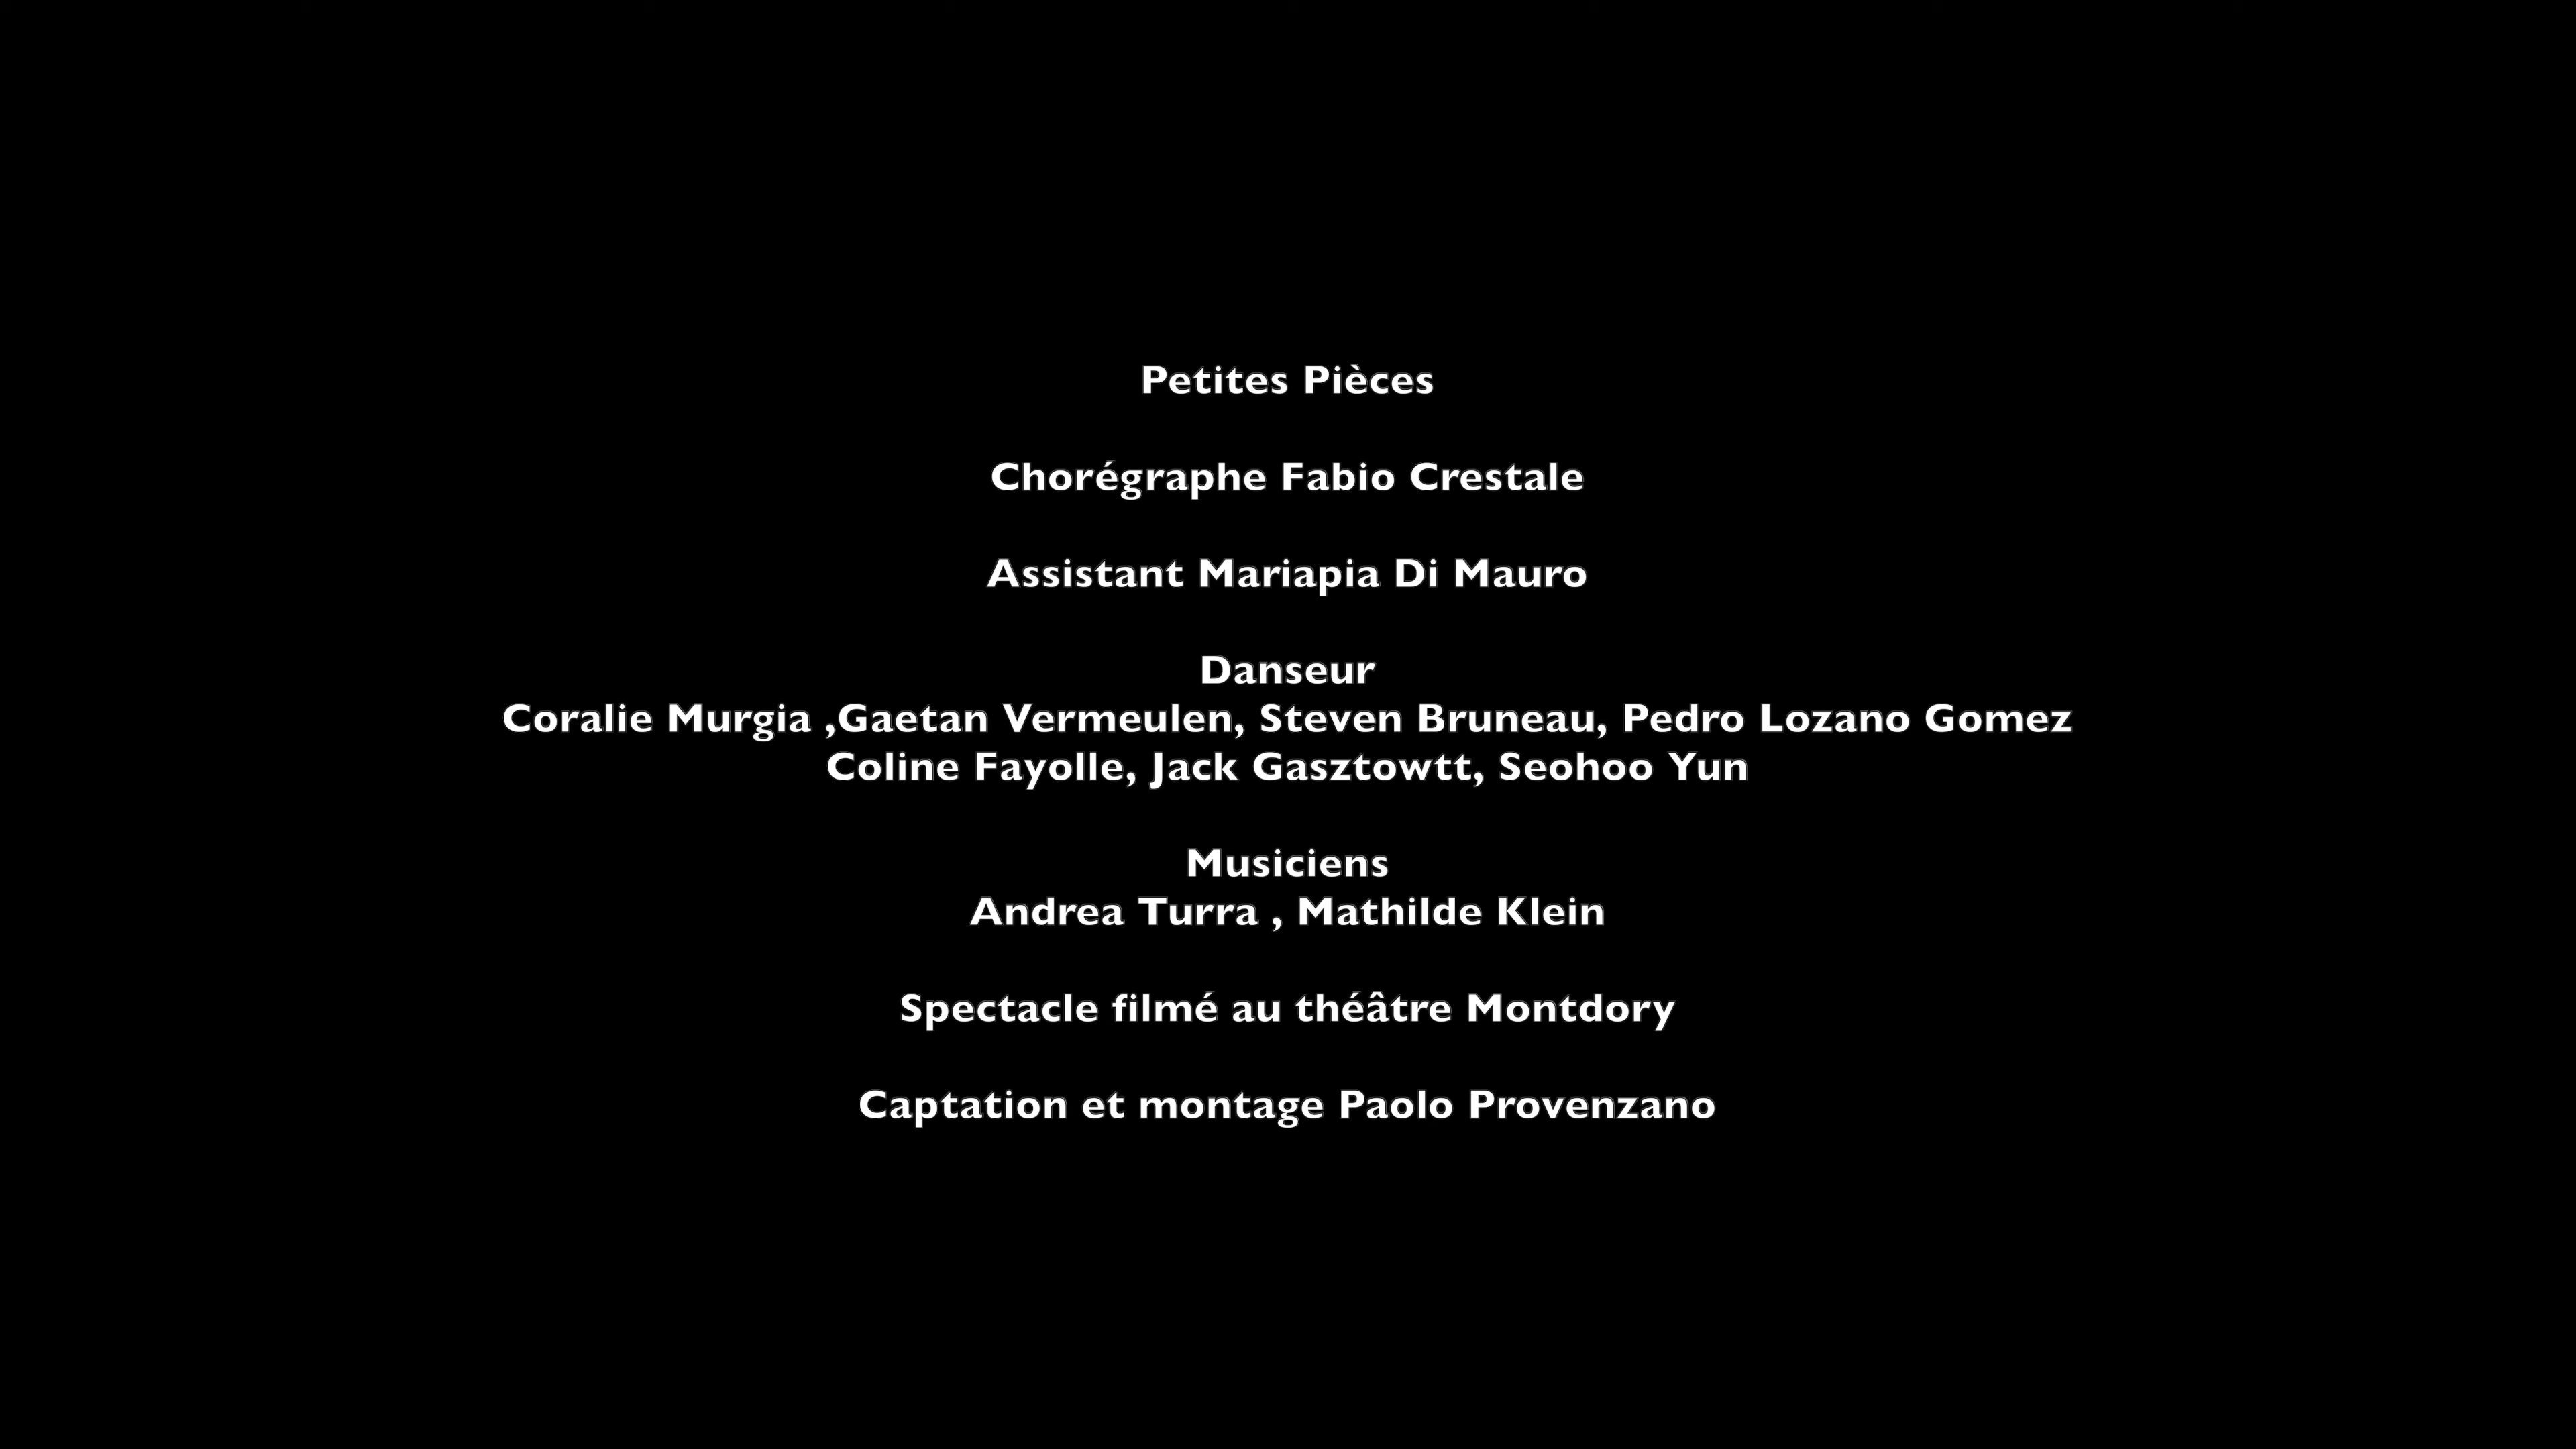 Petites Pièces
Chorégraphe Fabio Crestale
Assistant Mariapia Di Mauro
Danseur
Coralie Murgia ,Gaetan Vermeulen, Steven Bruneau, Pedro Lozano Gomez
Coline Fayolle, Jack Gasztowtt, Seohoo Yun
Musiciens
Andrea Turra , Mathilde Klein
Spectacle filmé au théâtre Montdory
Captation et montage Paolo Provenzano